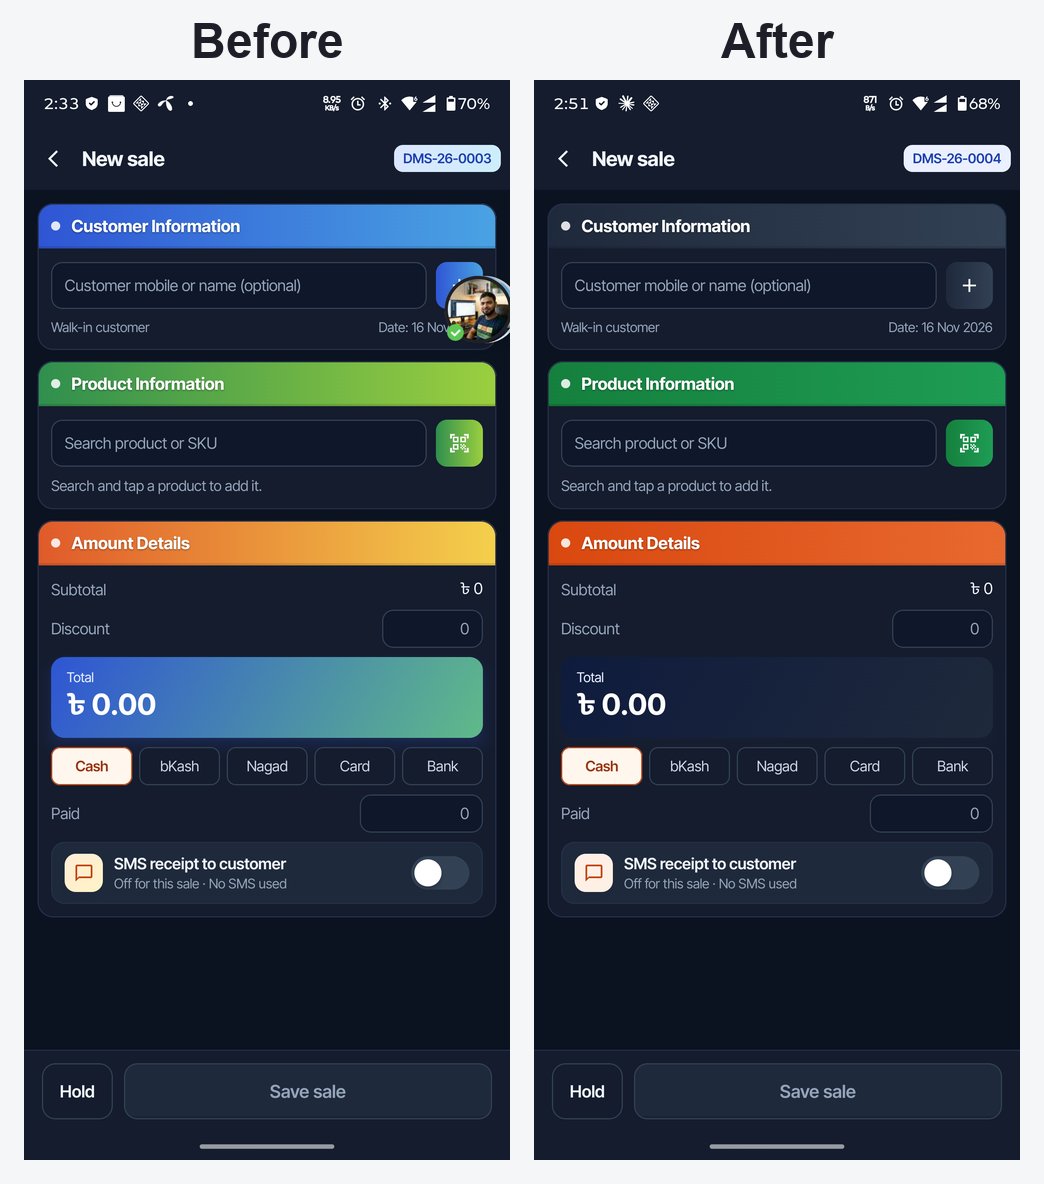 Before
After
2:33
8.95
KB/s
70%
New sale
DMS-26-0003
Customer Information
Customer mobile or name (optional)
Walk-in customer
Date: 16 Nov
Product Information
Search product or SKU
Search and tap a product to add it.
Amount Details
Subtotal
৳ 0
Discount
0
Total
৳ 0.00
Cash
bKash
Nagad
Card
Bank
Paid
0
SMS receipt to customer
Off for this sale · No SMS used
Hold
Save sale
2:51
871
B/s
68%
New sale
DMS-26-0004
Customer Information
Customer mobile or name (optional)
+
Walk-in customer
Date: 16 Nov 2026
Product Information
Search product or SKU
Search and tap a product to add it.
Amount Details
Subtotal
৳ 0
Discount
0
Total
৳ 0.00
Cash
bKash
Nagad
Card
Bank
Paid
0
SMS receipt to customer
Off for this sale · No SMS used
Hold
Save sale